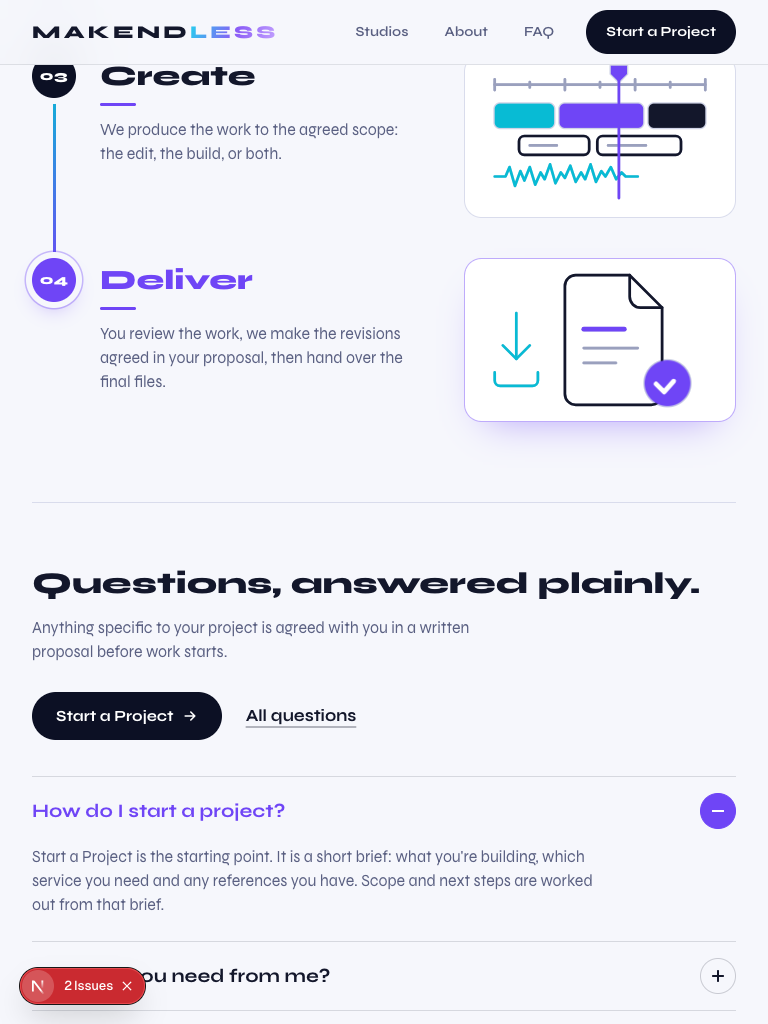 MAKENDLESS
Studios
About
FAQ
Start a Project
03
Create
We produce the work to the agreed scope:
the edit, the build, or both.
04
Deliver
You review the work, we make the revisions
agreed in your proposal, then hand over the
final files.
Questions, answered plainly.
Anything specific to your project is agreed with you in a written
proposal before work starts.
Start a Project →
All questions
How do I start a project?
Start a Project is the starting point. It is a short brief: what you're building, which
service you need and any references you have. Scope and next steps are worked
out from that brief.
ou need from me?
N
2 Issues